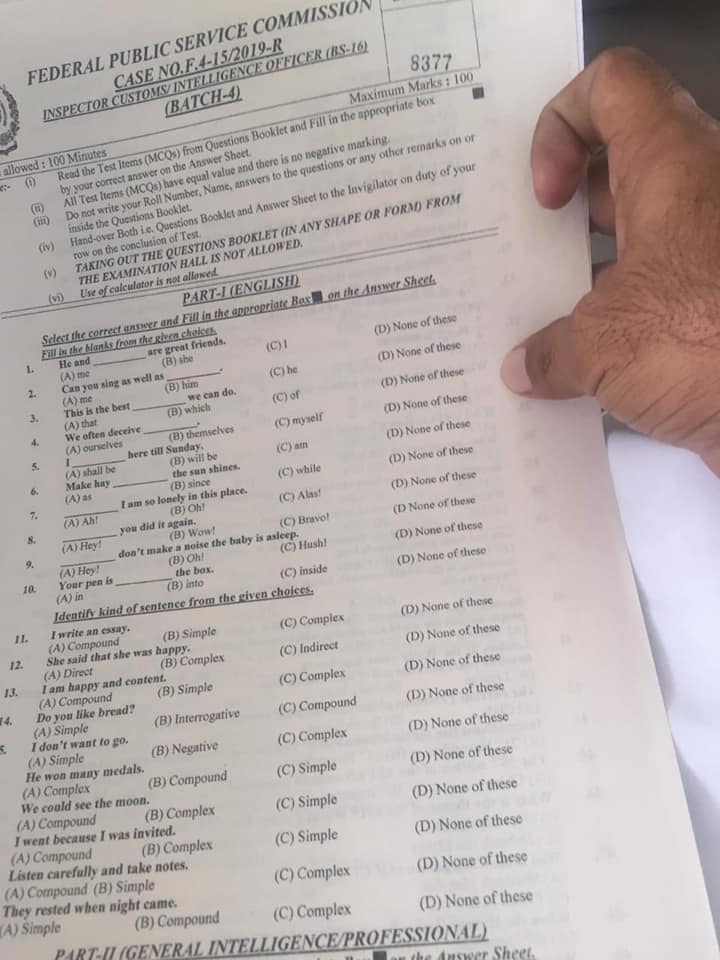 FEDERAL PUBLIC SERVICE COMMISSION
CASE NO.F.4-15/2019-R
INSPECTOR CUSTOMS/ INTELLIGENCE OFFICER (BS-16)
(BATCH-4)
8377
allowed : 100 Minutes
Maximum Marks : 100
(i) Read the Test Items (MCQs) from Questions Booklet and Fill in the appropriate box
by your correct answer on the Answer Sheet.
(ii) All Test Items (MCQs) have equal value and there is no negative marking.
(iii) Do not write your Roll Number, Name, answers to the questions or any other remarks on or
inside the Questions Booklet.
(iv) Hand-over Both i.e. Questions Booklet and Answer Sheet to the Invigilator on duty of your
row on the conclusion of Test.
(v) TAKING OUT THE QUESTIONS BOOKLET (IN ANY SHAPE OR FORM) FROM
THE EXAMINATION HALL IS NOT ALLOWED.
(vi) Use of calculator is not allowed.
PART-I (ENGLISH)
Select the correct answer and Fill in the appropriate Box on the Answer Sheet.
Fill in the blanks from the given choices.
1. He and ________ are great friends.
(A) me (B) she (C) I (D) None of these
2. Can you sing as well as ________.
(A) me (B) him (C) he (D) None of these
3. This is the best ________ we can do.
(A) that (B) which (C) of (D) None of these
4. We often deceive ________.
(A) ourselves (B) themselves (C) myself (D) None of these
5. I ________ here till Sunday.
(A) shall be (B) will be (C) am (D) None of these
6. Make hay ________ the sun shines.
(A) as (B) since (C) while (D) None of these
7. ________ I am so lonely in this place.
(A) Ah! (B) Oh! (C) Alas! (D) None of these
8. ________ you did it again.
(A) Hey! (B) Wow! (C) Bravo! (D None of these
9. ________ don't make a noise the baby is asleep.
(A) Hey! (B) Oh! (C) Hush! (D) None of these
10. Your pen is ________ the box.
(A) in (B) into (C) inside (D) None of these
Identify kind of sentence from the given choices.
11. I write an essay.
(A) Compound (B) Simple (C) Complex (D) None of these
12. She said that she was happy.
(A) Direct (B) Complex (C) Indirect (D) None of these
13. I am happy and content.
(A) Compound (B) Simple (C) Complex (D) None of these
14. Do you like bread?
(A) Simple (B) Interrogative (C) Compound (D) None of these
5. I don't want to go.
(A) Simple (B) Negative (C) Complex (D) None of these
He won many medals.
(A) Complex (B) Compound (C) Simple (D) None of these
We could see the moon.
(A) Compound (B) Complex (C) Simple (D) None of these
I went because I was invited.
(A) Compound (B) Complex (C) Simple (D) None of these
Listen carefully and take notes.
(A) Compound (B) Simple (C) Complex (D) None of these
They rested when night came.
(A) Simple (B) Compound (C) Complex (D) None of these
PART-II (GENERAL INTELLIGENCE/PROFESSIONAL)
on the Answer Sheet.